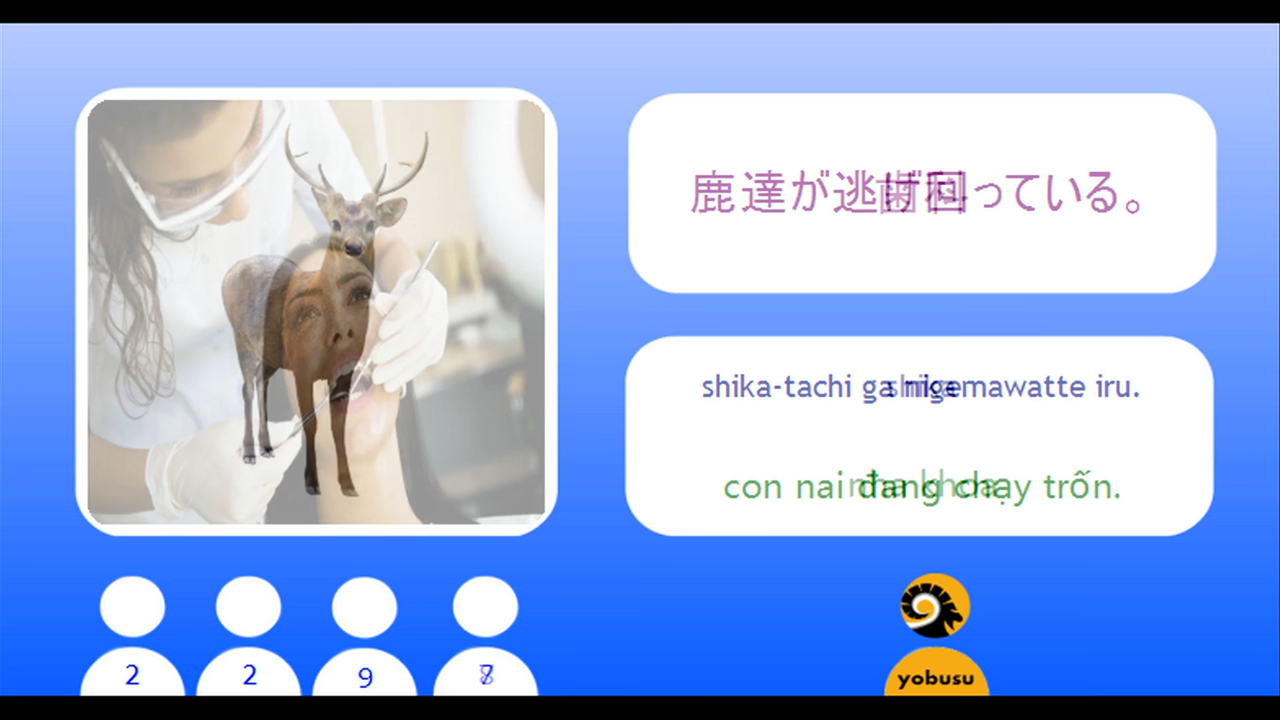 鹿達が逃げ回っている。
shika-tachi ga nigemawatte iru.
con nai đang chạy trốn.
2 2 9
yobusu